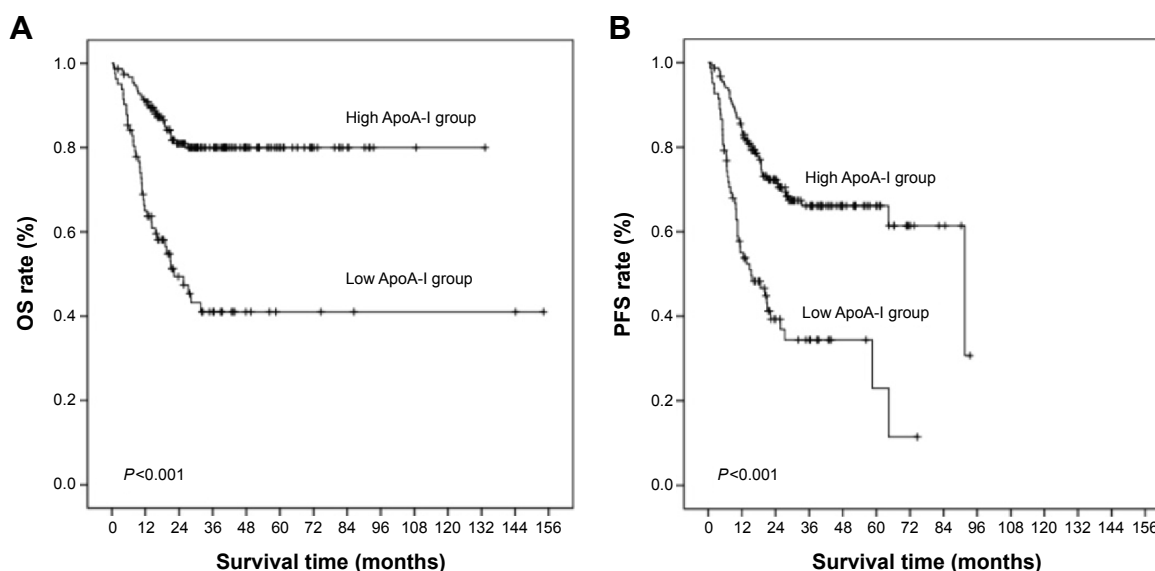 A
1.0
0.8
0.6
0.4
0.2
0.0
OS rate (%)
High ApoA-I group
Low ApoA-I group
P<0.001
0 12 24 36 48 60 72 84 96 108 120 132 144 156
Survival time (months)
B
1.0
0.8
0.6
0.4
0.2
0.0
PFS rate (%)
High ApoA-I group
Low ApoA-I group
P<0.001
0 12 24 36 48 60 72 84 96 108 120 132 144 156
Survival time (months)